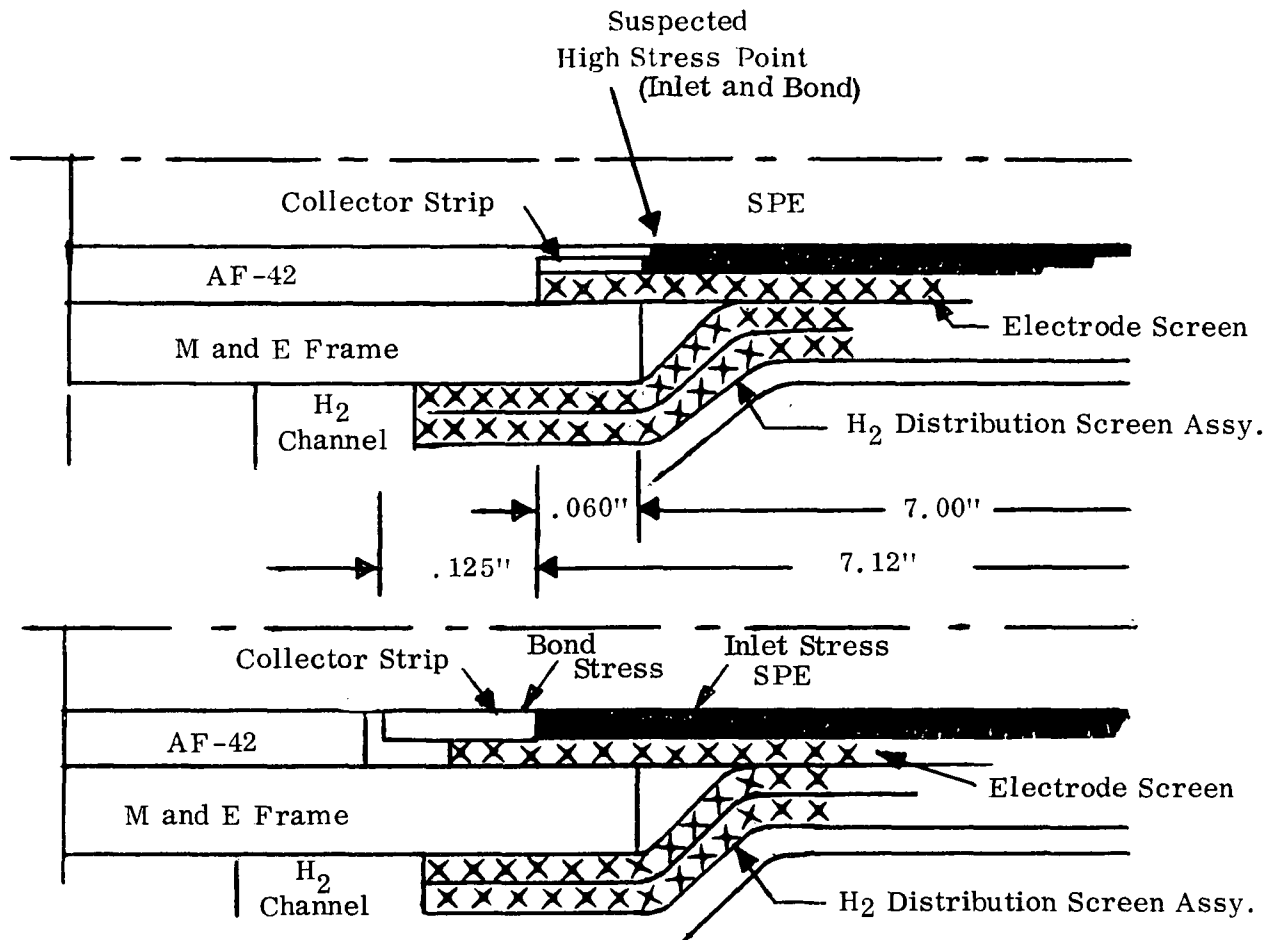 Suspected
High Stress Point
(Inlet and Bond)
Collector Strip
SPE
AF-42
Electrode Screen
M and E Frame
H2
Channel
H2 Distribution Screen Assy.
.060"
7.00"
.125"
7.12"
Collector Strip
Bond
Stress
Inlet Stress
SPE
AF-42
Electrode Screen
M and E Frame
H2
Channel
H2 Distribution Screen Assy.